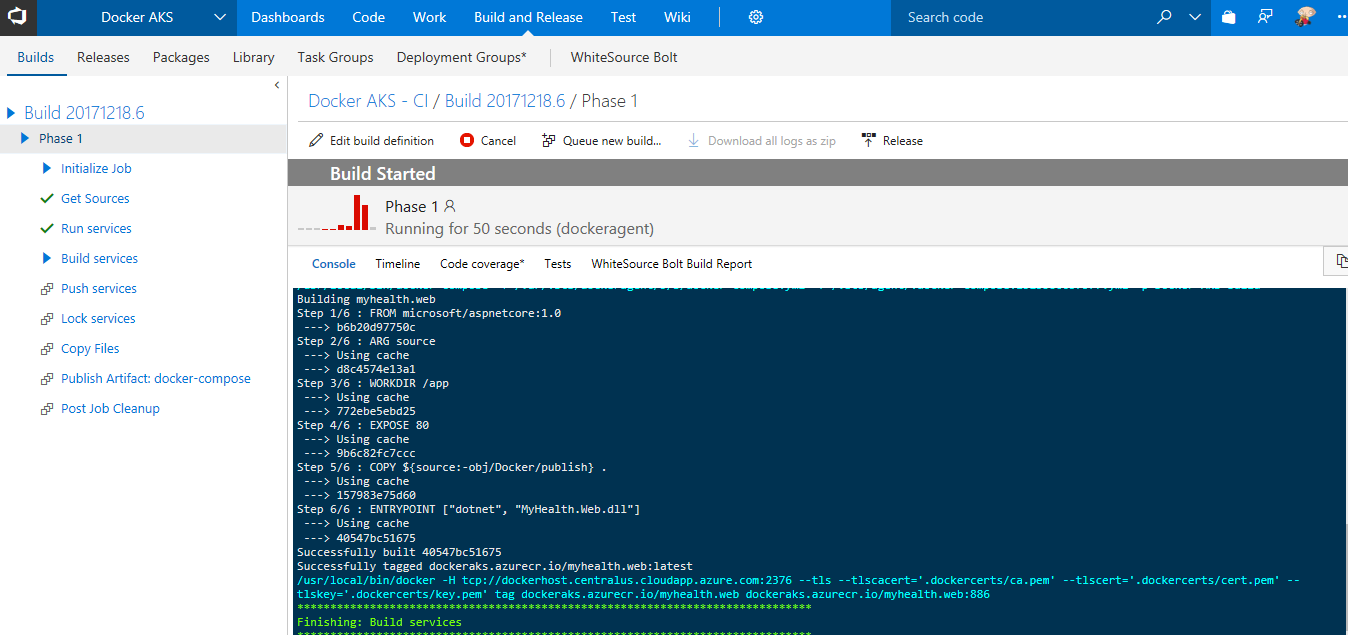 Docker AKS
Dashboards
Code
Work
Build and Release
Test
Wiki
Search code
Builds
Releases
Packages
Library
Task Groups
Deployment Groups*
WhiteSource Bolt
Build 20171218.6
Phase 1
Initialize Job
Get Sources
Run services
Build services
Push services
Lock services
Copy Files
Publish Artifact: docker-compose
Post Job Cleanup
Docker AKS - CI / Build 20171218.6 / Phase 1
Edit build definition
Cancel
Queue new build...
Download all logs as zip
Release
Build Started
Phase 1
Running for 50 seconds (dockeragent)
Console
Timeline
Code coverage*
Tests
WhiteSource Bolt Build Report
Building myhealth.web
Step 1/6 : FROM microsoft/aspnetcore:1.0
---> b6b20d97750c
Step 2/6 : ARG source
---> Using cache
---> d8c4574e13a1
Step 3/6 : WORKDIR /app
---> Using cache
---> 772ebe5ebd25
Step 4/6 : EXPOSE 80
---> Using cache
---> 9b6c82fc7ccc
Step 5/6 : COPY ${source:-obj/Docker/publish} .
---> Using cache
---> 157983e75d60
Step 6/6 : ENTRYPOINT ["dotnet", "MyHealth.Web.dll"]
---> Using cache
---> 40547bc51675
Successfully built 40547bc51675
Successfully tagged dockeraks.azurecr.io/myhealth.web:latest
/usr/local/bin/docker -H tcp://dockerhost.centralus.cloudapp.azure.com:2376 --tls --tlscacert='.dockercerts/ca.pem' --tlscert='.dockercerts/cert.pem' --
tlskey='.dockercerts/key.pem' tag dockeraks.azurecr.io/myhealth.web dockeraks.azurecr.io/myhealth.web:886
******************************************************************************
Finishing: Build services
******************************************************************************